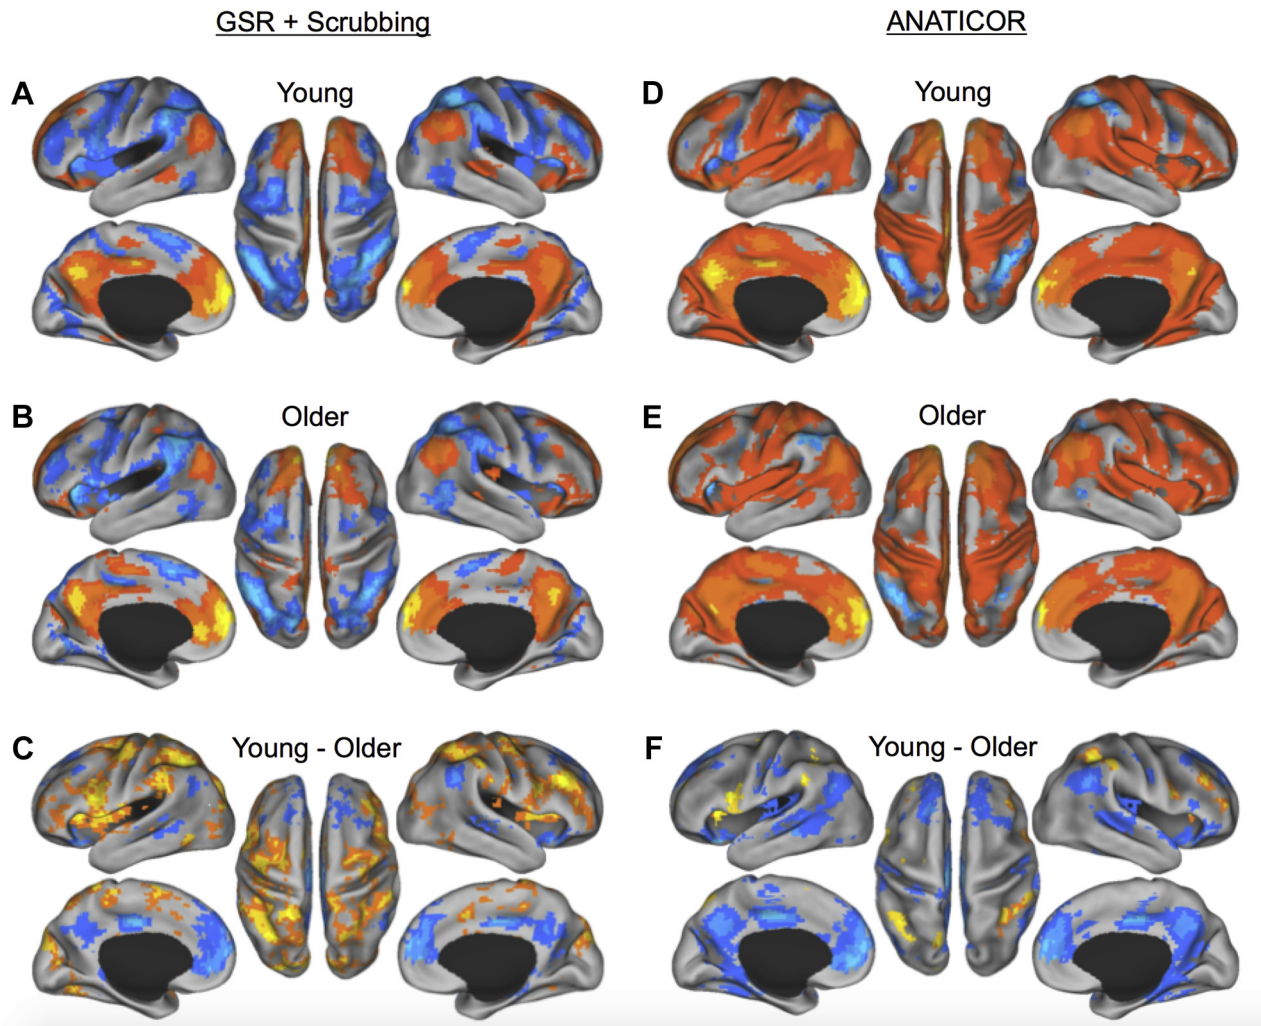 GSR + Scrubbing
ANATICOR
A
Young
D
Young
B
Older
E
Older
C
Young - Older
F
Young - Older